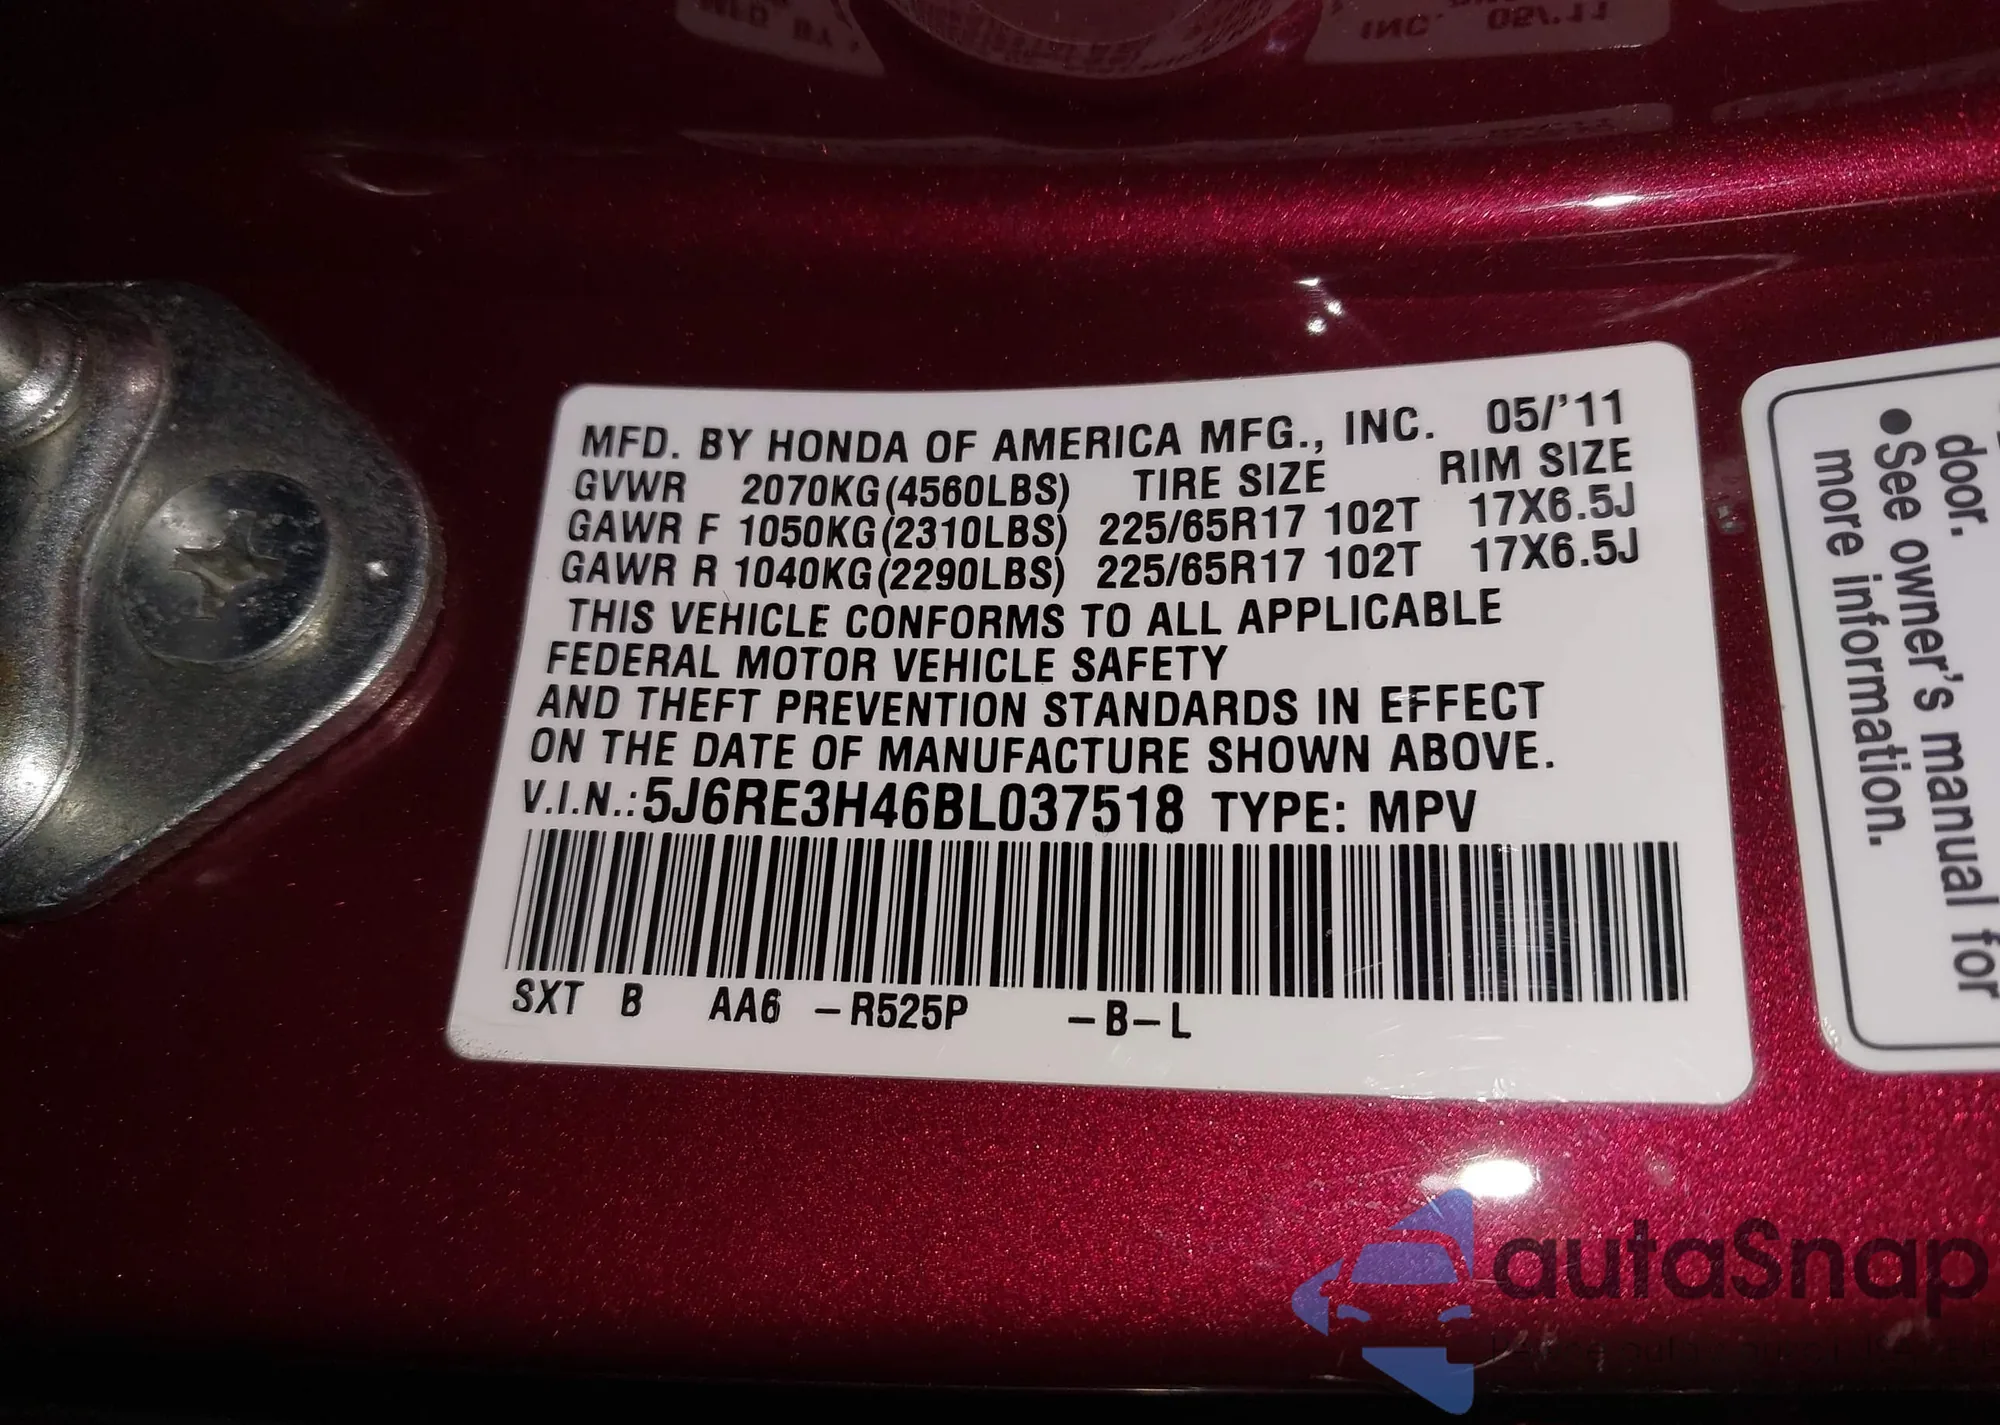 MFD. BY HONDA OF AMERICA MFG., INC. 05/'11
GVWR 2070KG(4560LBS) TIRE SIZE RIM SIZE
GAWR F 1050KG(2310LBS) 225/65R17 102T 17X6.5J
GAWR R 1040KG(2290LBS) 225/65R17 102T 17X6.5J
THIS VEHICLE CONFORMS TO ALL APPLICABLE
FEDERAL MOTOR VEHICLE SAFETY
AND THEFT PREVENTION STANDARDS IN EFFECT
ON THE DATE OF MANUFACTURE SHOWN ABOVE.
V.I.N.:5J6RE3H46BL037518 TYPE: MPV
SXT B AA6 –R525P –B–L
door.
●See owner's manual for
more information.
autaSnap